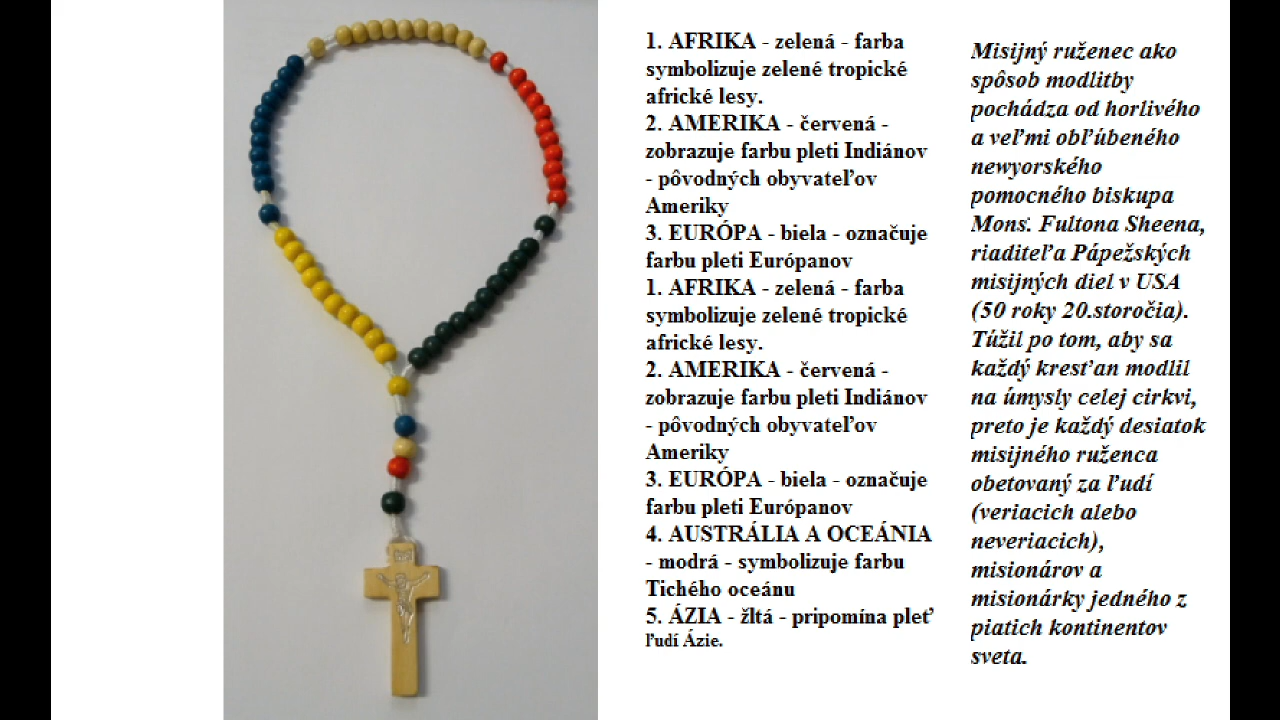 1. AFRIKA - zelená - farba
symbolizuje zelené tropické
africké lesy.
2. AMERIKA - červená -
zobrazuje farbu pleti Indiánov
- pôvodných obyvateľov
Ameriky
3. EURÓPA - biela - označuje
farbu pleti Európanov
1. AFRIKA - zelená - farba
symbolizuje zelené tropické
africké lesy.
2. AMERIKA - červená -
zobrazuje farbu pleti Indiánov
- pôvodných obyvateľov
Ameriky
3. EURÓPA - biela - označuje
farbu pleti Európanov
4. AUSTRÁLIA A OCEÁNIA
- modrá - symbolizuje farbu
Tichého oceánu
5. ÁZIA - žltá - pripomína pleť
ľudí Ázie.
Misijný ruženec ako
spôsob modlitby
pochádza od horlivého
a veľmi obľúbeného
newyorského
pomocného biskupa
Mons. Fultona Sheena,
riaditeľa Pápežských
misijných diel v USA
(50 roky 20.storočia).
Túžil po tom, aby sa
každý kresťan modlil
na úmysly celej cirkvi,
preto je každý desiatok
misijného ruženca
obetovaný za ľudí
(veriacich alebo
neveriacich),
misionárov a
misionárky jedného z
piatich kontinentov
sveta.